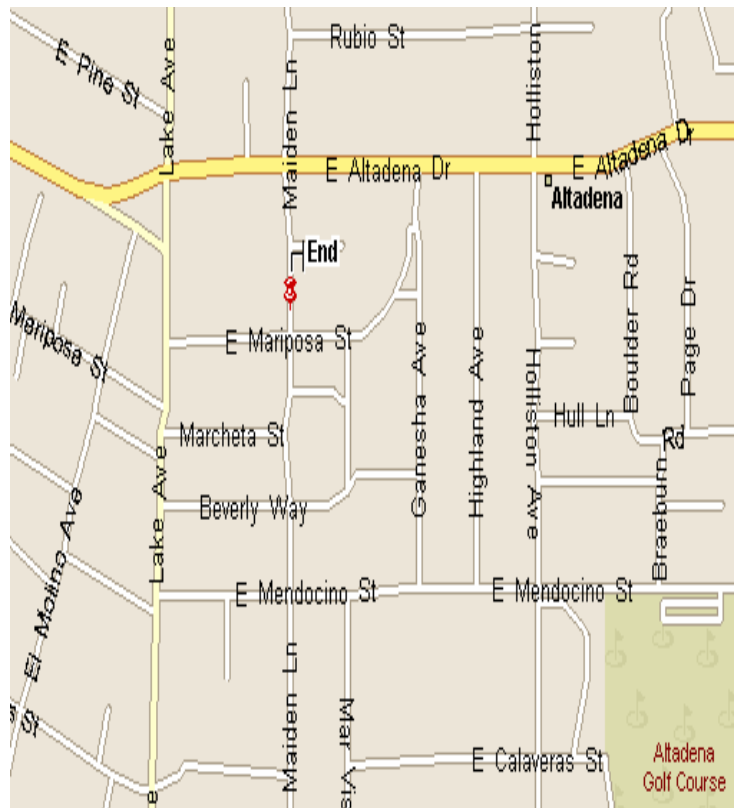 Rubio St
E Pine St
Lake Ave
Maiden Ln
Holliston
E Altadena Dr
E Altadena Dr
Altadena
End
Boulder Rd
Page Dr
Mariposa St
E Mariposa St
Ganesha Ave
Highland Ave
Holliston Ave
Hull Ln
Rd
Marcheta St
Lake Ave
Beverly Way
Braeburn
El Molino Ave
E Mendocino St
E Mendocino St
Maiden Ln
Mar Vis
St
E Calaveras St
Altadena
Golf Course